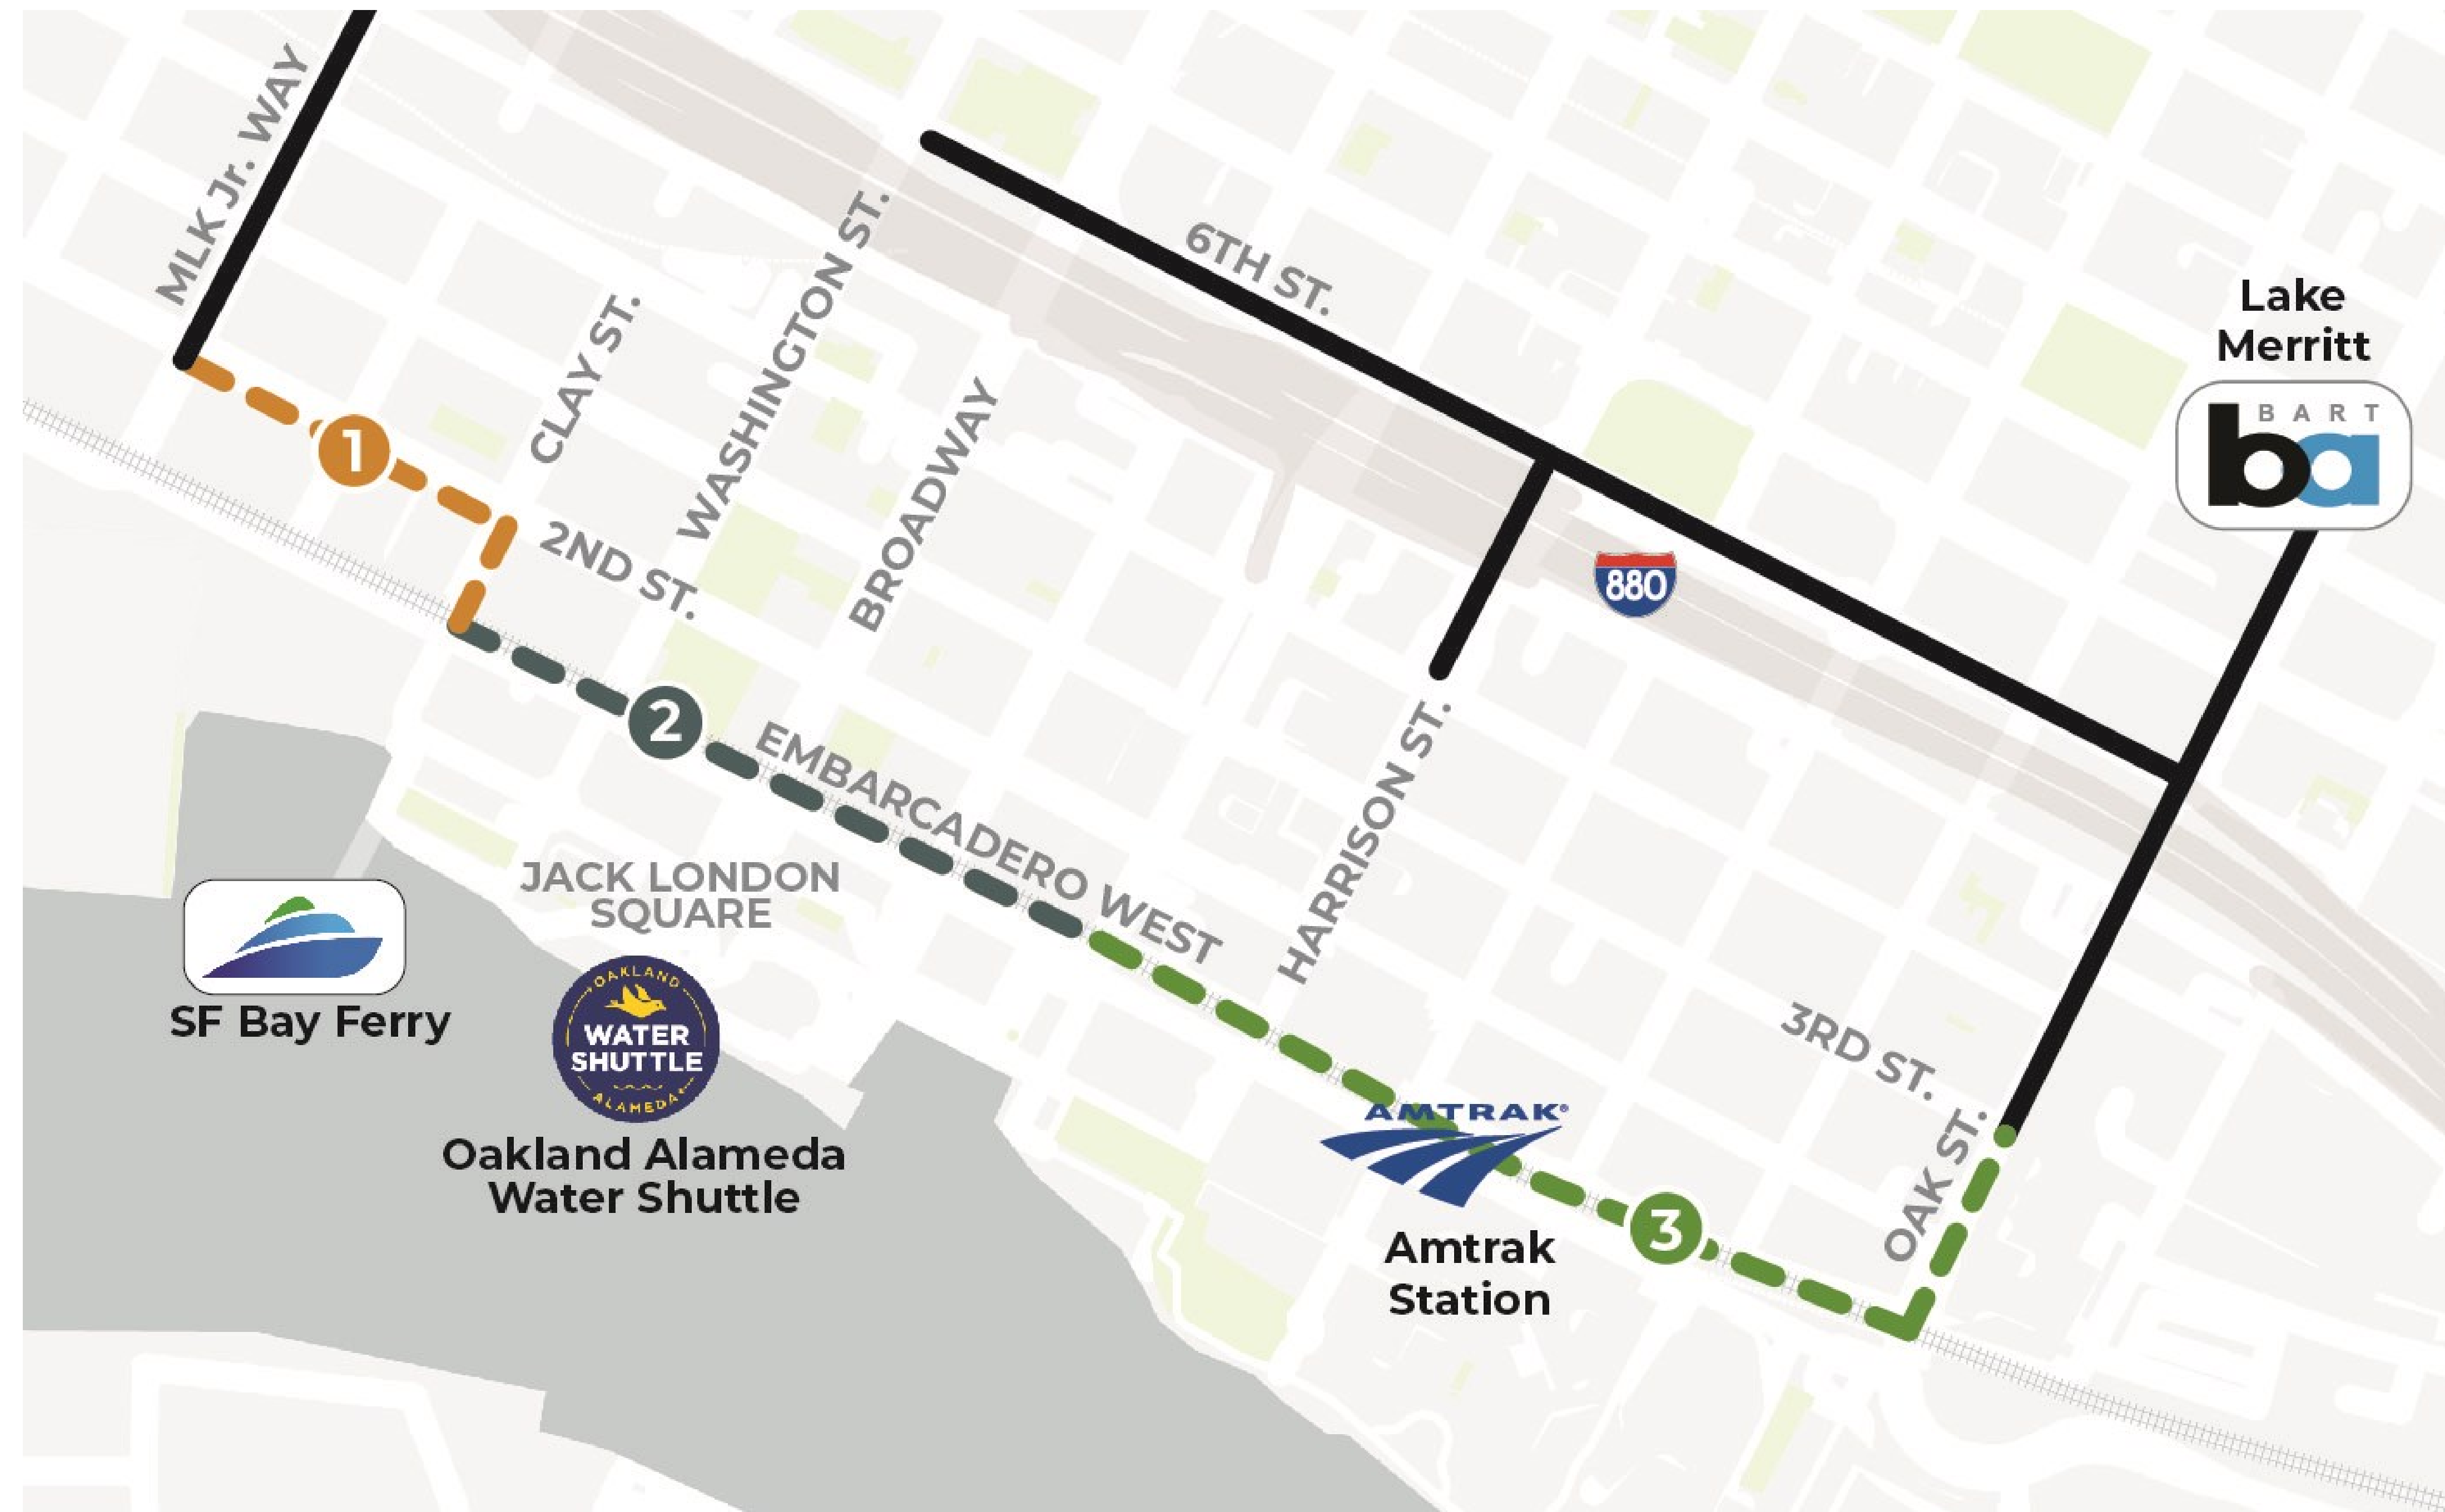 MLK Jr. WAY
CLAY ST.
WASHINGTON ST.
BROADWAY
6TH ST.
Lake
Merritt
BART
ba
1
2ND ST.
880
2
EMBARCADERO WEST
HARRISON ST.
JACK LONDON
SQUARE
SF Bay Ferry
OAKLAND
WATER
SHUTTLE
ALAMEDA
Oakland Alameda
Water Shuttle
3RD ST.
OAK ST.
AMTRAK®
Amtrak
Station
3